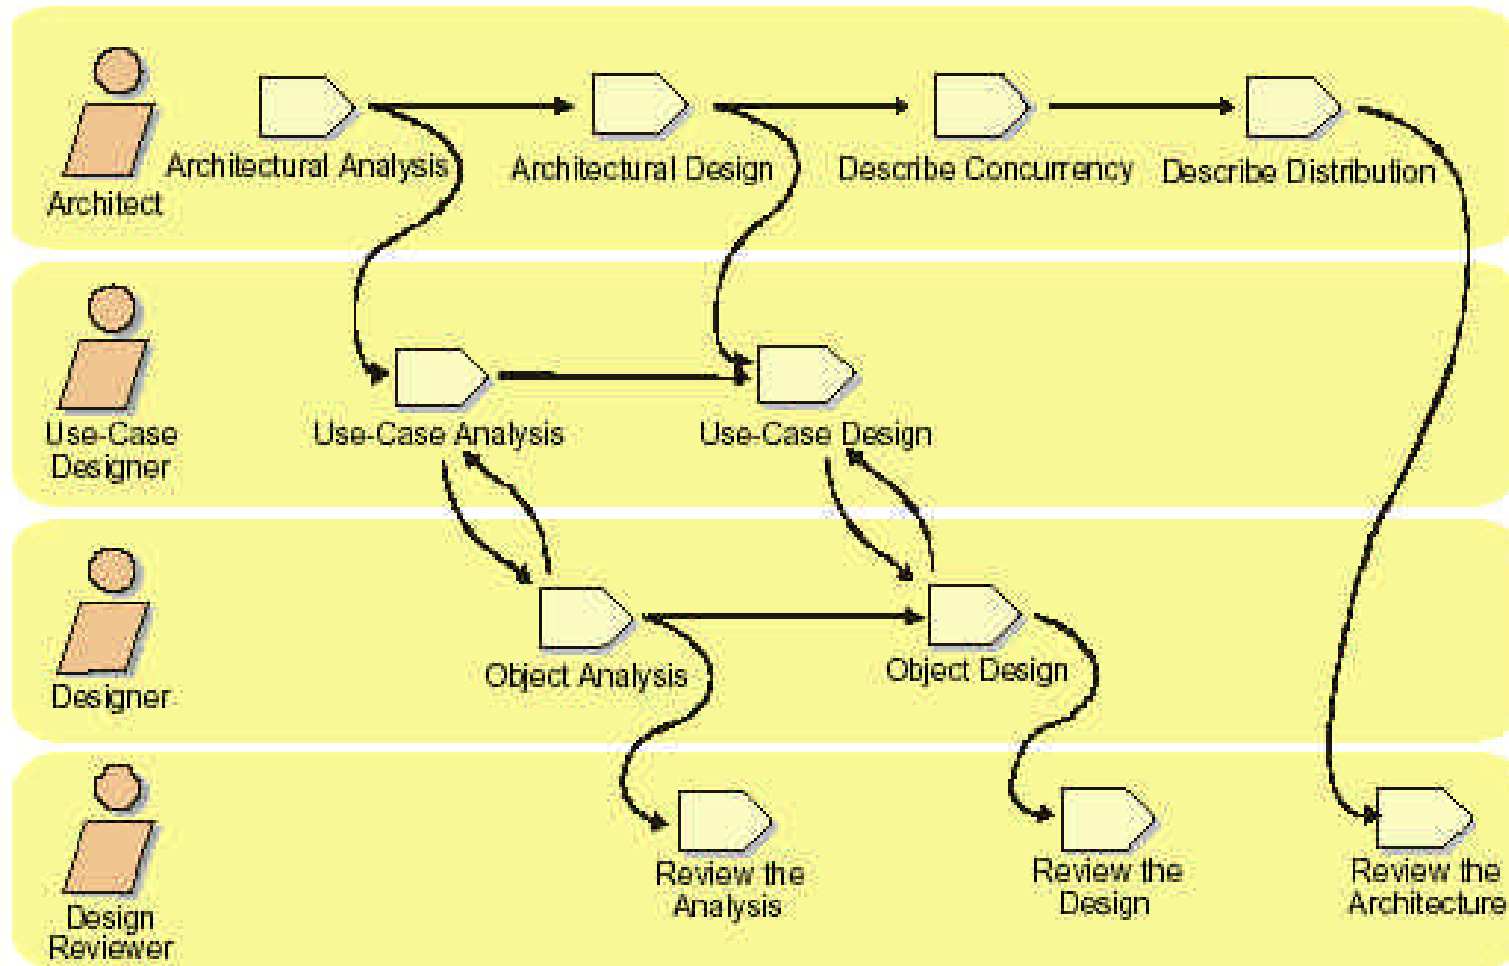 Architectural Analysis
Architectural Design
Describe Concurrency
Describe Distribution
Architect
Use-Case
Designer
Use-Case Analysis
Use-Case Design
Designer
Object Analysis
Object Design
Design
Reviewer
Review the
Analysis
Review the
Design
Review the
Architecture